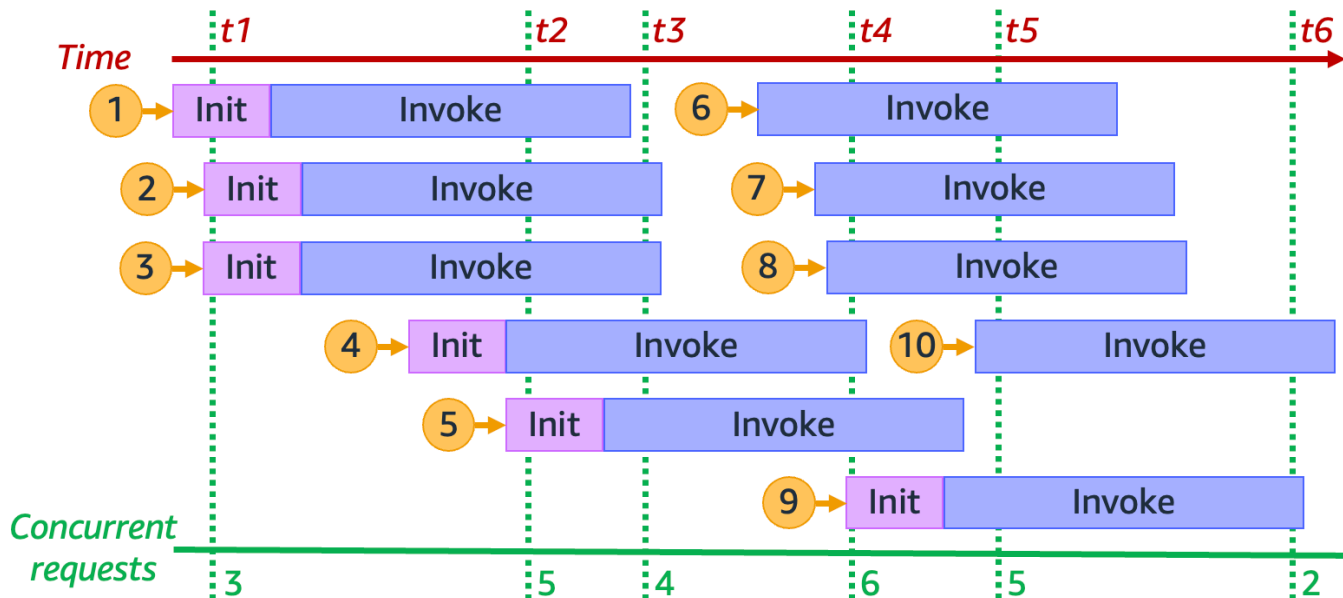 t1 t2 t3 t4 t5 t6
Time
1 Init Invoke 6 Invoke
2 Init Invoke 7 Invoke
3 Init Invoke 8 Invoke
4 Init Invoke 10 Invoke
5 Init Invoke
9 Init Invoke
Concurrent
requests
3 5 4 6 5 2